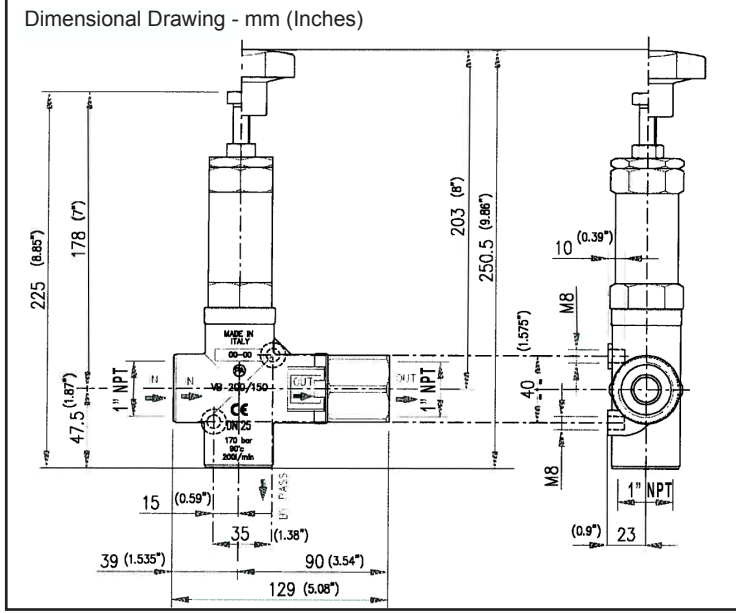 Dimensional Drawing - mm (Inches)
225 (8.85")
178 (7")
47.5 (1.87")
203 (8")
250.5 (9.86")
10 (0.39")
M8
(1.575")
40
M8
MADE IN
ITALY
00-00
PA
VB 200/150
CE
DN 25
170 bar
90°c
200l/min
1" NPT
IN
IN
OUT
OUT
1" NPT
BY PASS
15 (0.59")
35 (1.38")
39 (1.535")
90 (3.54")
129 (5.08")
1" NPT
(0.9") 23